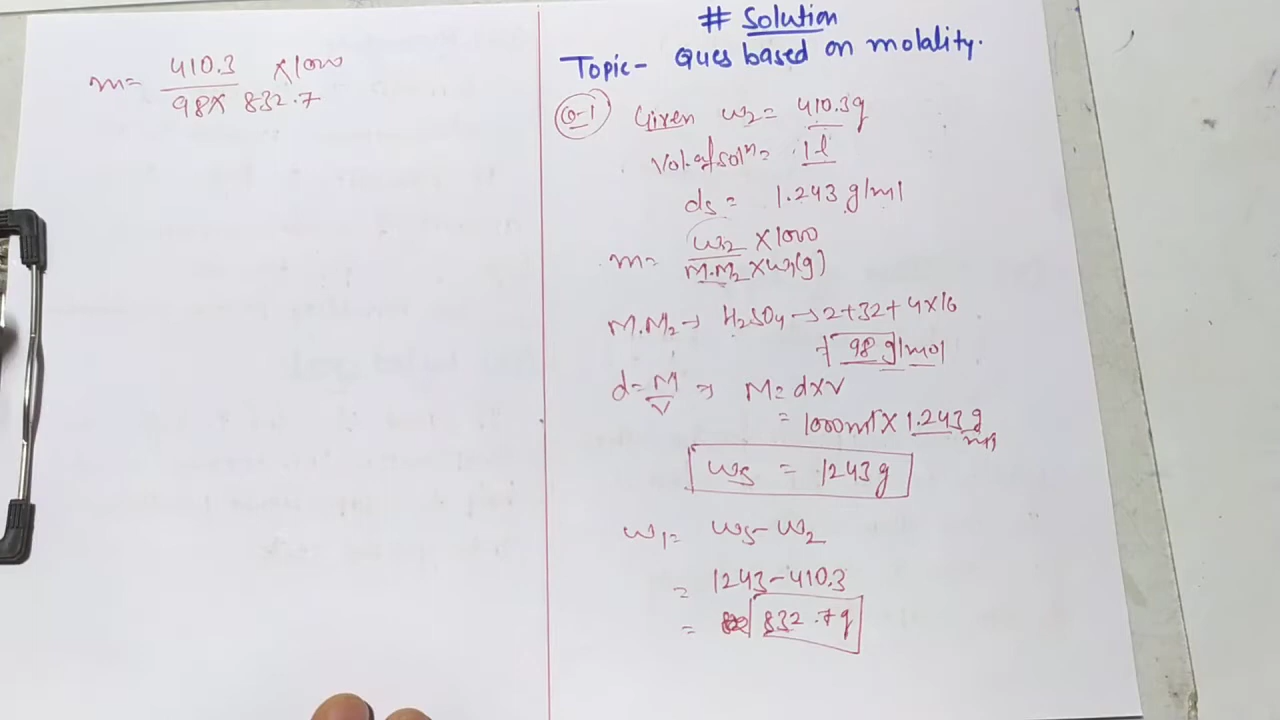 m= 410.3 ×1000
98× 832.7
# Solution
Topic- Ques based on molality.
Q-1 Given w₂= 410.3g
Vol. of solⁿ= 1l
ds = 1.243 g/ml
m= w₂ ×1000
M.M₂ ×w₁(g)
M.M₂→ H₂SO₄→2+32+4×16
= 98 g/mol
d= M/V ⇒ M= d×V
= 1000ml × 1.243 g/ml
ws = 1243g
w₁= ws-w₂
= 1243-410.3
= 832.7g